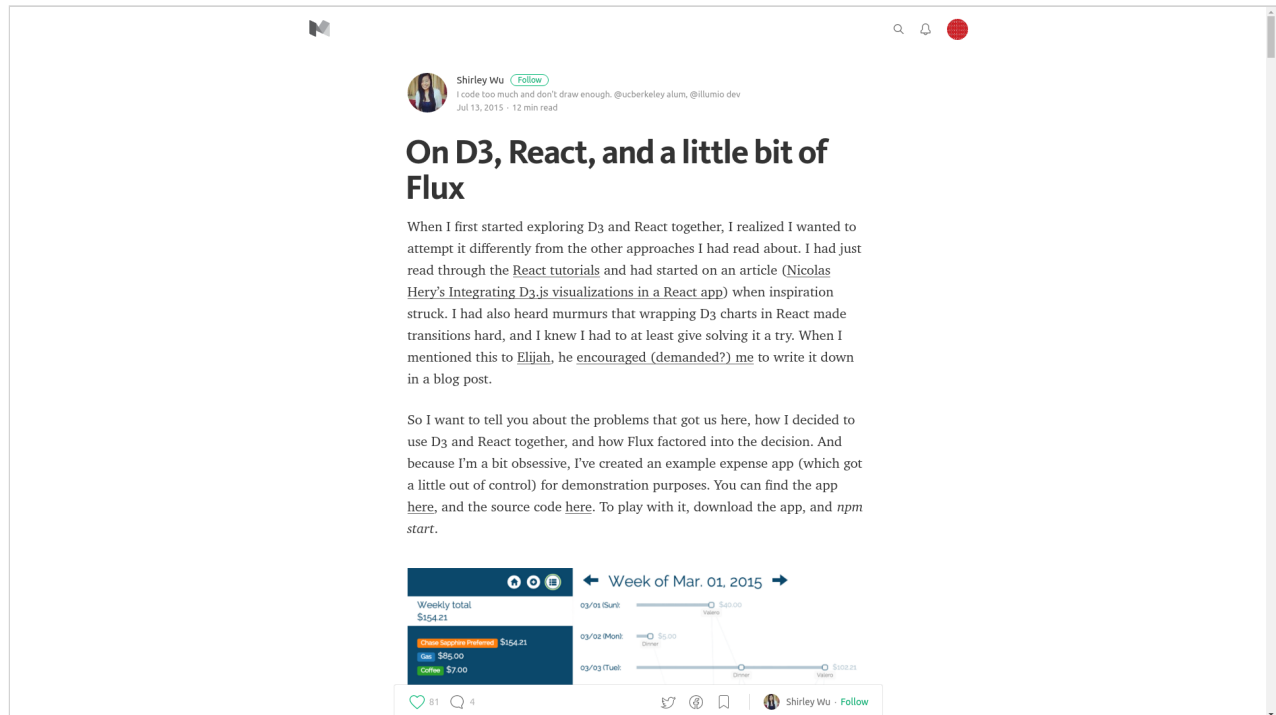 Shirley Wu Follow
I code too much and don't draw enough. @ucberkeley alum, @illumio dev
Jul 13, 2015 · 12 min read
On D3, React, and a little bit of
Flux
When I first started exploring D3 and React together, I realized I wanted to
attempt it differently from the other approaches I had read about. I had just
read through the React tutorials and had started on an article (Nicolas
Hery's Integrating D3.js visualizations in a React app) when inspiration
struck. I had also heard murmurs that wrapping D3 charts in React made
transitions hard, and I knew I had to at least give solving it a try. When I
mentioned this to Elijah, he encouraged (demanded?) me to write it down
in a blog post.
So I want to tell you about the problems that got us here, how I decided to
use D3 and React together, and how Flux factored into the decision. And
because I'm a bit obsessive, I've created an example expense app (which got
a little out of control) for demonstration purposes. You can find the app
here, and the source code here. To play with it, download the app, and npm
start.
Week of Mar. 01, 2015
Weekly total
$154.21
Chase Sapphire Preferred $154.21
Gas $85.00
Coffee $7.00
03/01 (Sun): $40.00
Valero
03/02 (Mon): $5.00
Dinner
03/03 (Tue): $102.21
Dinner Valero
81 4 Shirley Wu · Follow